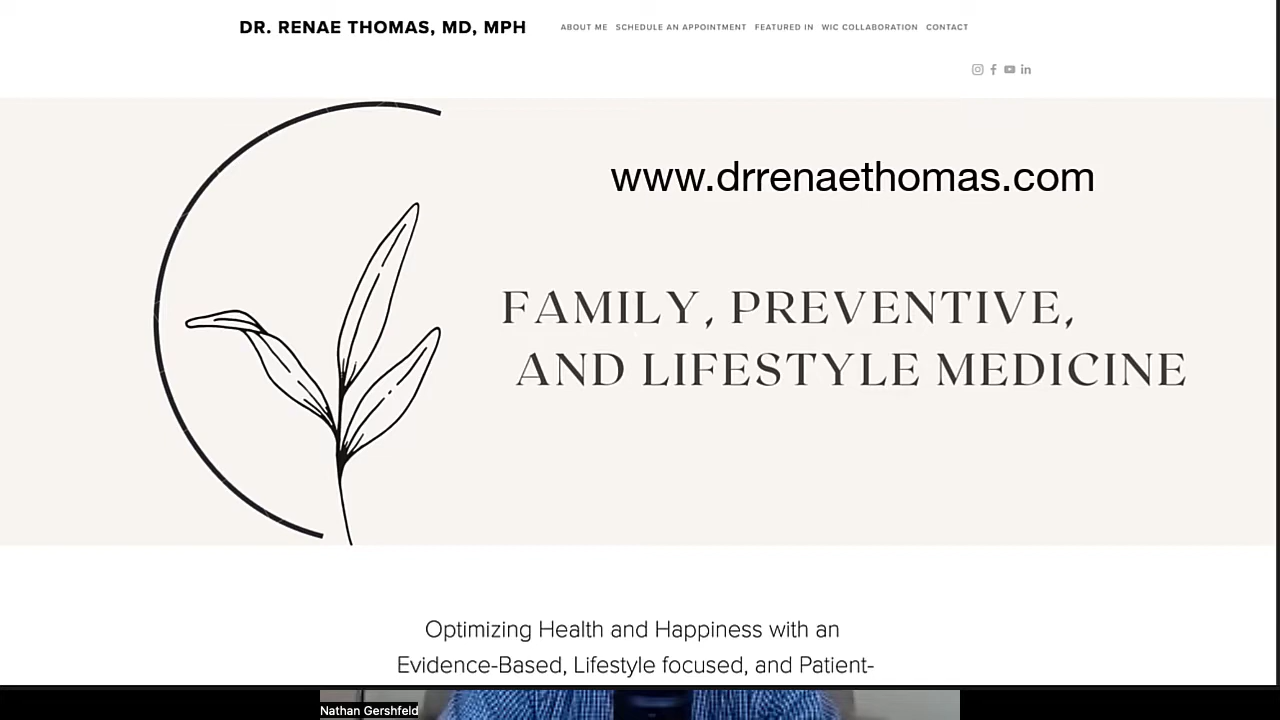 DR. RENAE THOMAS, MD, MPH
ABOUT ME SCHEDULE AN APPOINTMENT FEATURED IN WIC COLLABORATION CONTACT
www.drrenaethomas.com
FAMILY, PREVENTIVE,
AND LIFESTYLE MEDICINE
Optimizing Health and Happiness with an
Evidence-Based, Lifestyle focused, and Patient-
Nathan Gershfeld